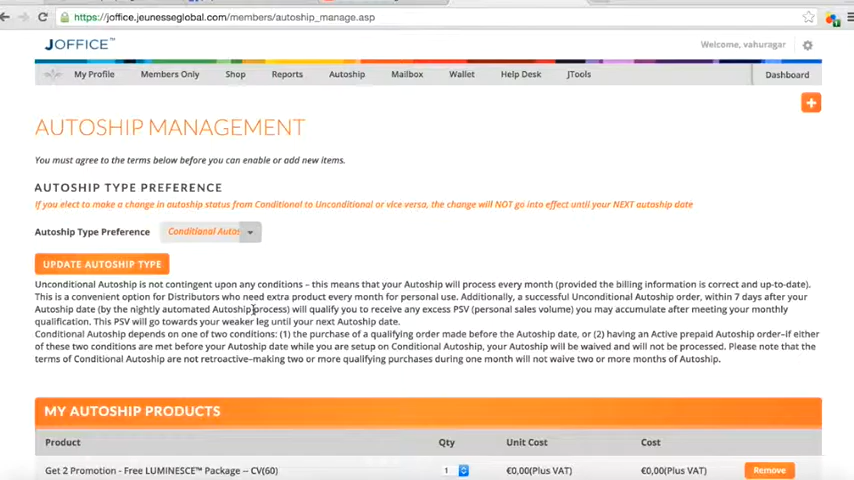 https://joffice.jeunesseglobal.com/members/autoship_manage.asp
JOFFICE™
Welcome, vahuragar
My Profile Members Only Shop Reports Autoship Mailbox Wallet Help Desk JTools Dashboard
+
AUTOSHIP MANAGEMENT
You must agree to the terms below before you can enable or add new items.
AUTOSHIP TYPE PREFERENCE
If you elect to make a change in autoship status from Conditional to Unconditional or vice versa, the change will NOT go into effect until your NEXT autoship date
Autoship Type Preference Conditional Autos
UPDATE AUTOSHIP TYPE
Unconditional Autoship is not contingent upon any conditions – this means that your Autoship will process every month (provided the billing information is correct and up-to-date).
This is a convenient option for Distributors who need extra product every month for personal use. Additionally, a successful Unconditional Autoship order, within 7 days after your
Autoship date (by the nightly automated Autoship process) will qualify you to receive any excess PSV (personal sales volume) you may accumulate after meeting your monthly
qualification. This PSV will go towards your weaker leg until your next Autoship date.
Conditional Autoship depends on one of two conditions: (1) the purchase of a qualifying order made before the Autoship date, or (2) having an Active prepaid Autoship order–if either
of these two conditions are met before your Autoship date while you are setup on Conditional Autoship, your Autoship will be waived and will not be processed. Please note that the
terms of Conditional Autoship are not retroactive–making two or more qualifying purchases during one month will not waive two or more months of Autoship.
MY AUTOSHIP PRODUCTS
Product Qty Unit Cost Cost
Get 2 Promotion - Free LUMINESCE™ Package -- CV(60) 1 €0,00(Plus VAT) €0,00(Plus VAT) Remove